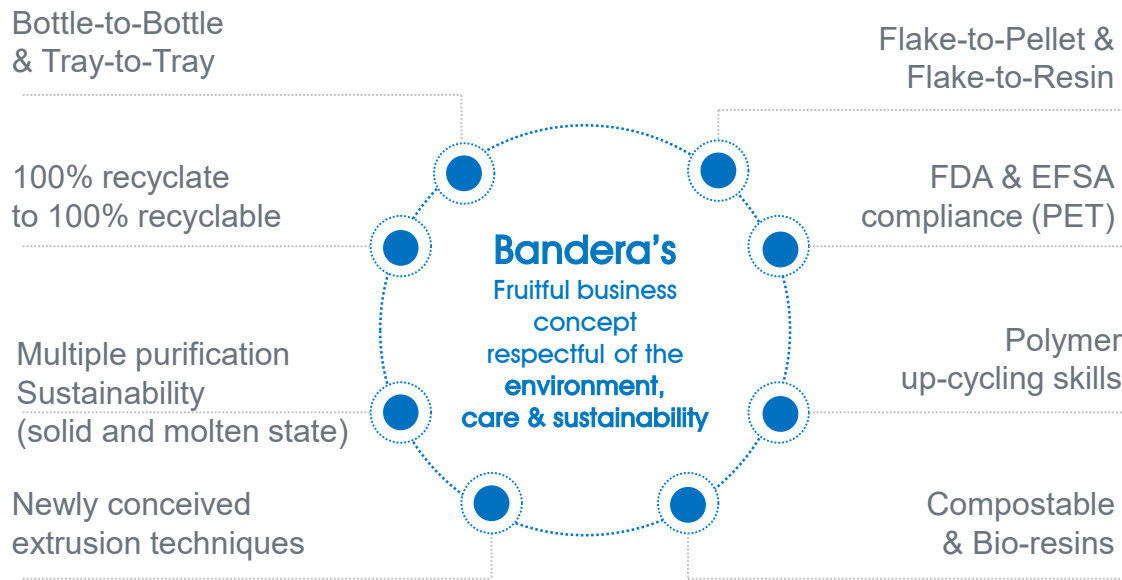 Bottle-to-Bottle
& Tray-to-Tray
100% recyclate
to 100% recyclable
Multiple purification
Sustainability
(solid and molten state)
Newly conceived
extrusion techniques
Bandera's
Fruitful business
concept
respectful of the
environment,
care & sustainability
Flake-to-Pellet &
Flake-to-Resin
FDA & EFSA
compliance (PET)
Polymer
up-cycling skills
Compostable
& Bio-resins